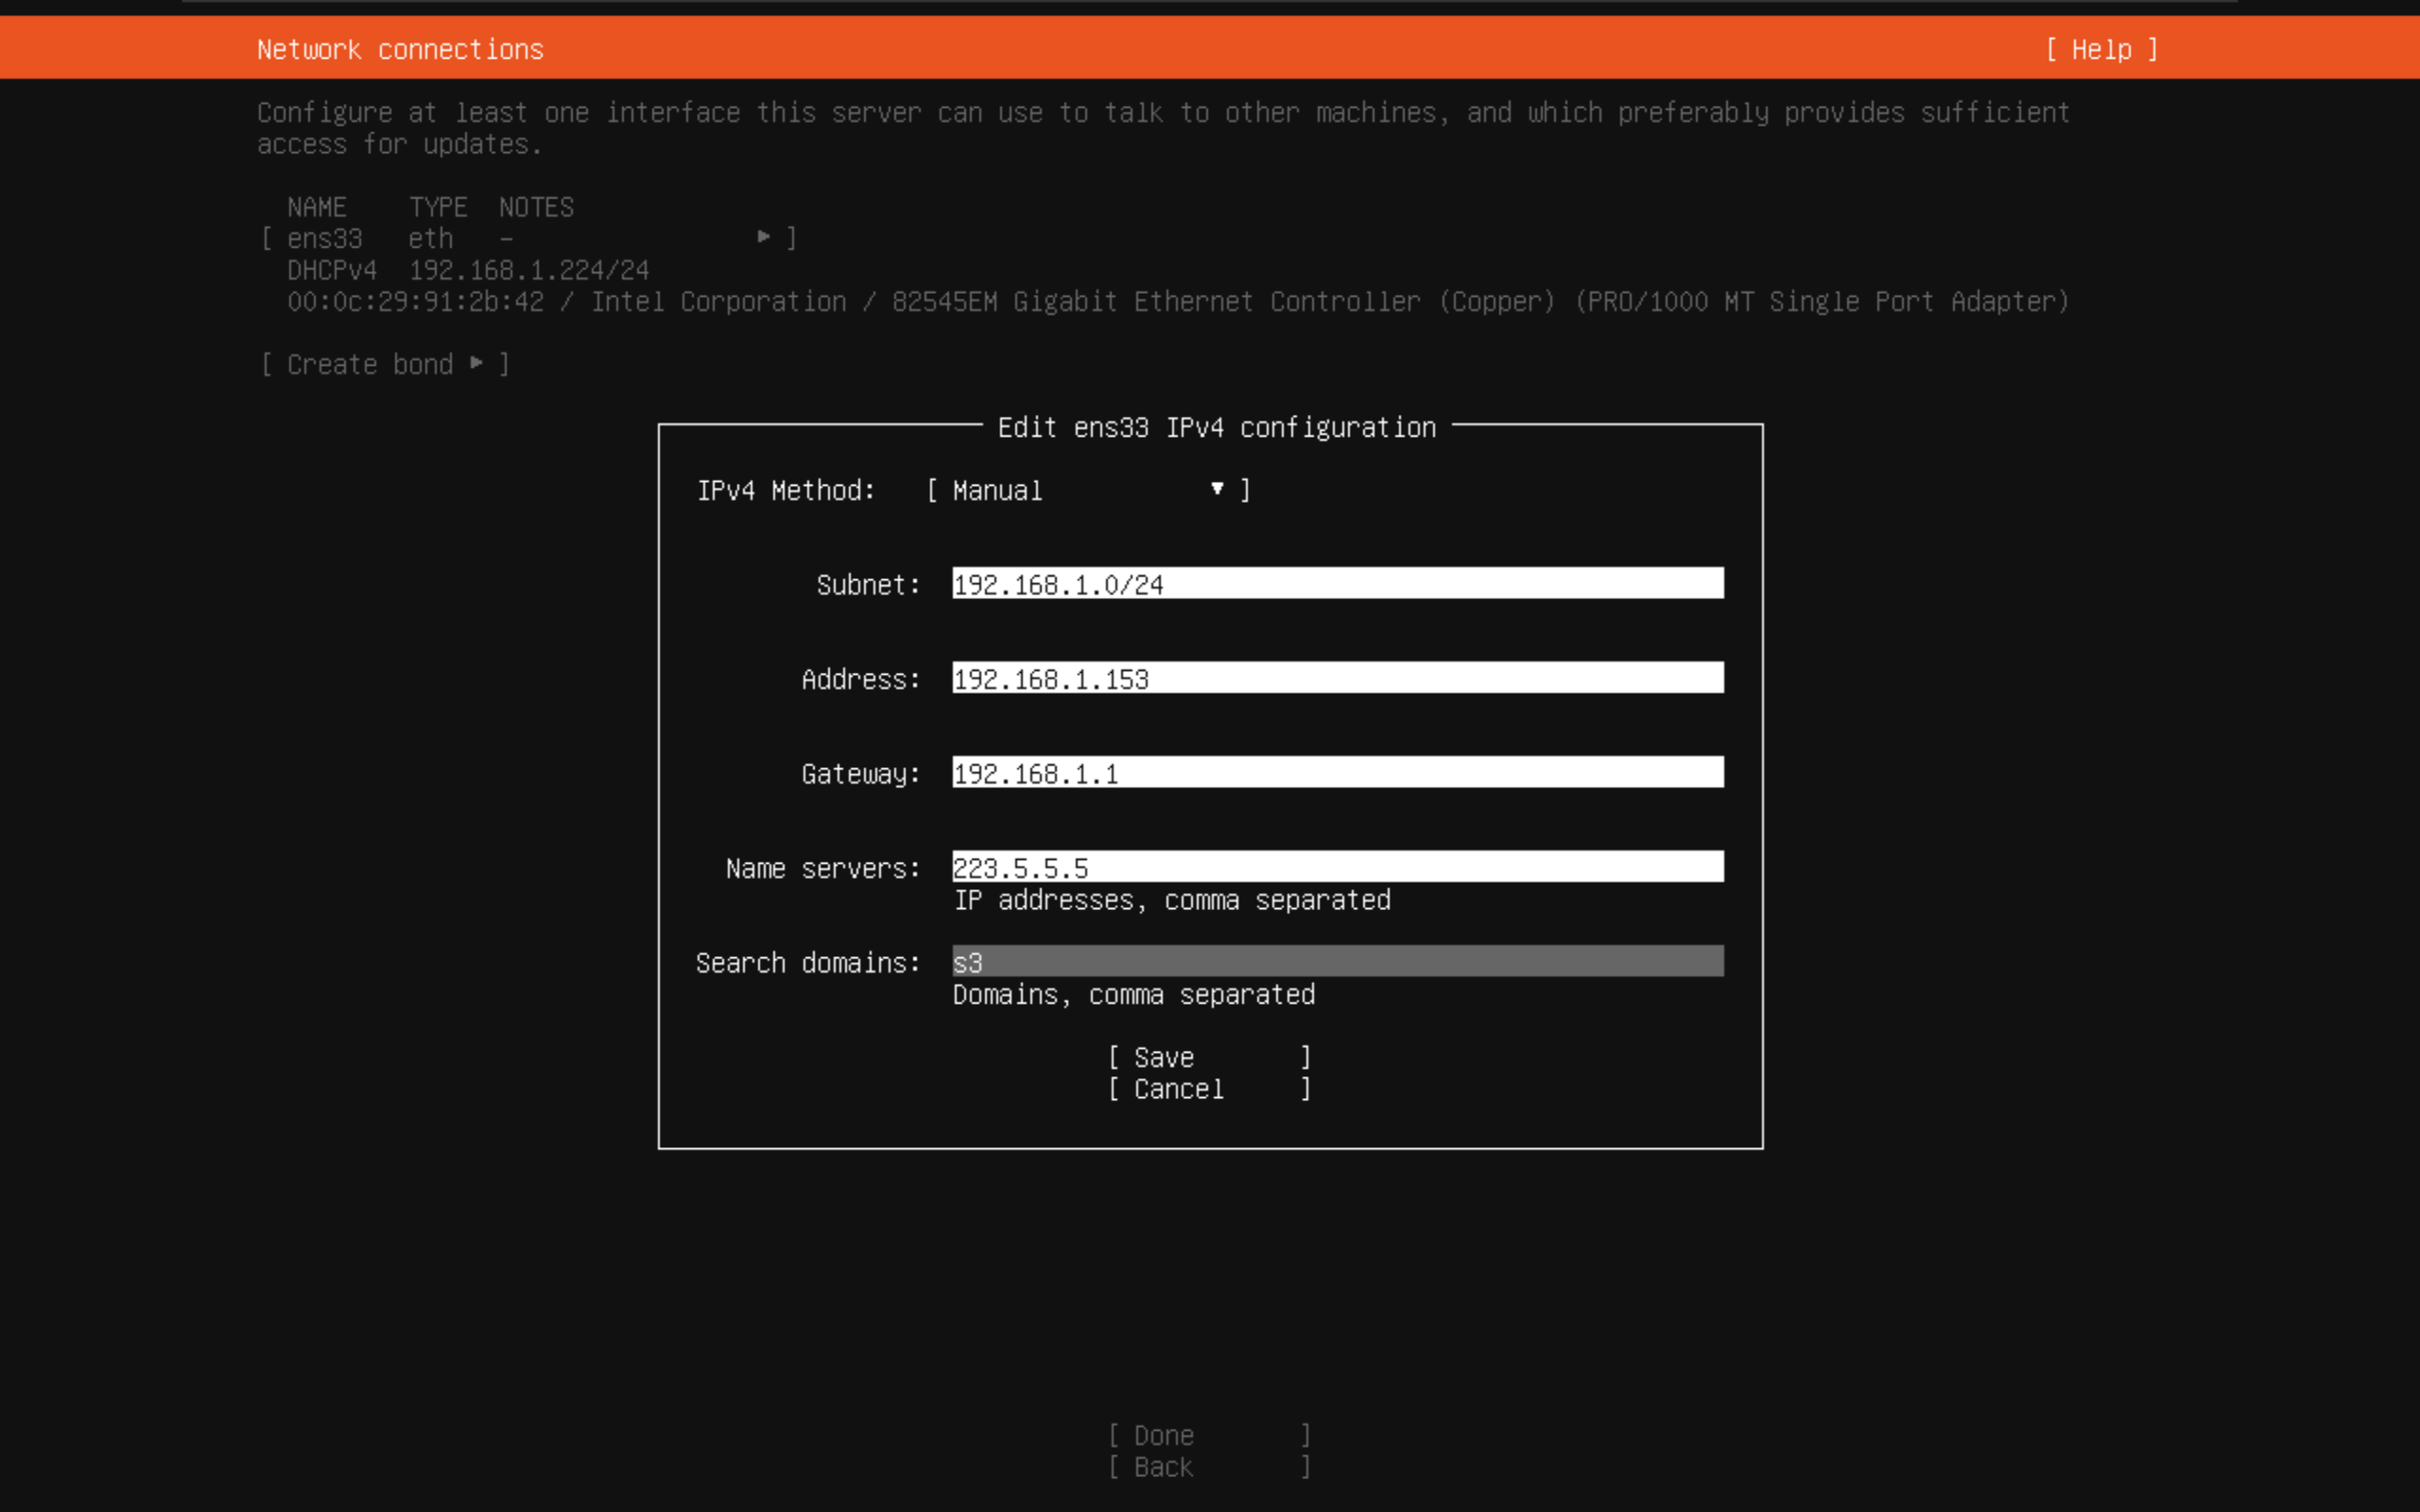 Network connections [ Help ]
Configure at least one interface this server can use to talk to other machines, and which preferably provides sufficient
access for updates.
NAME TYPE NOTES
[ ens33 eth - ▸ ]
DHCPv4 192.168.1.224/24
00:0c:29:91:2b:42 / Intel Corporation / 82545EM Gigabit Ethernet Controller (Copper) (PRO/1000 MT Single Port Adapter)
[ Create bond ▸ ]
Edit ens33 IPv4 configuration
IPv4 Method: [ Manual ▾ ]
Subnet: 192.168.1.0/24
Address: 192.168.1.153
Gateway: 192.168.1.1
Name servers: 223.5.5.5
IP addresses, comma separated
Search domains: s3
Domains, comma separated
[ Save ]
[ Cancel ]
[ Done ]
[ Back ]